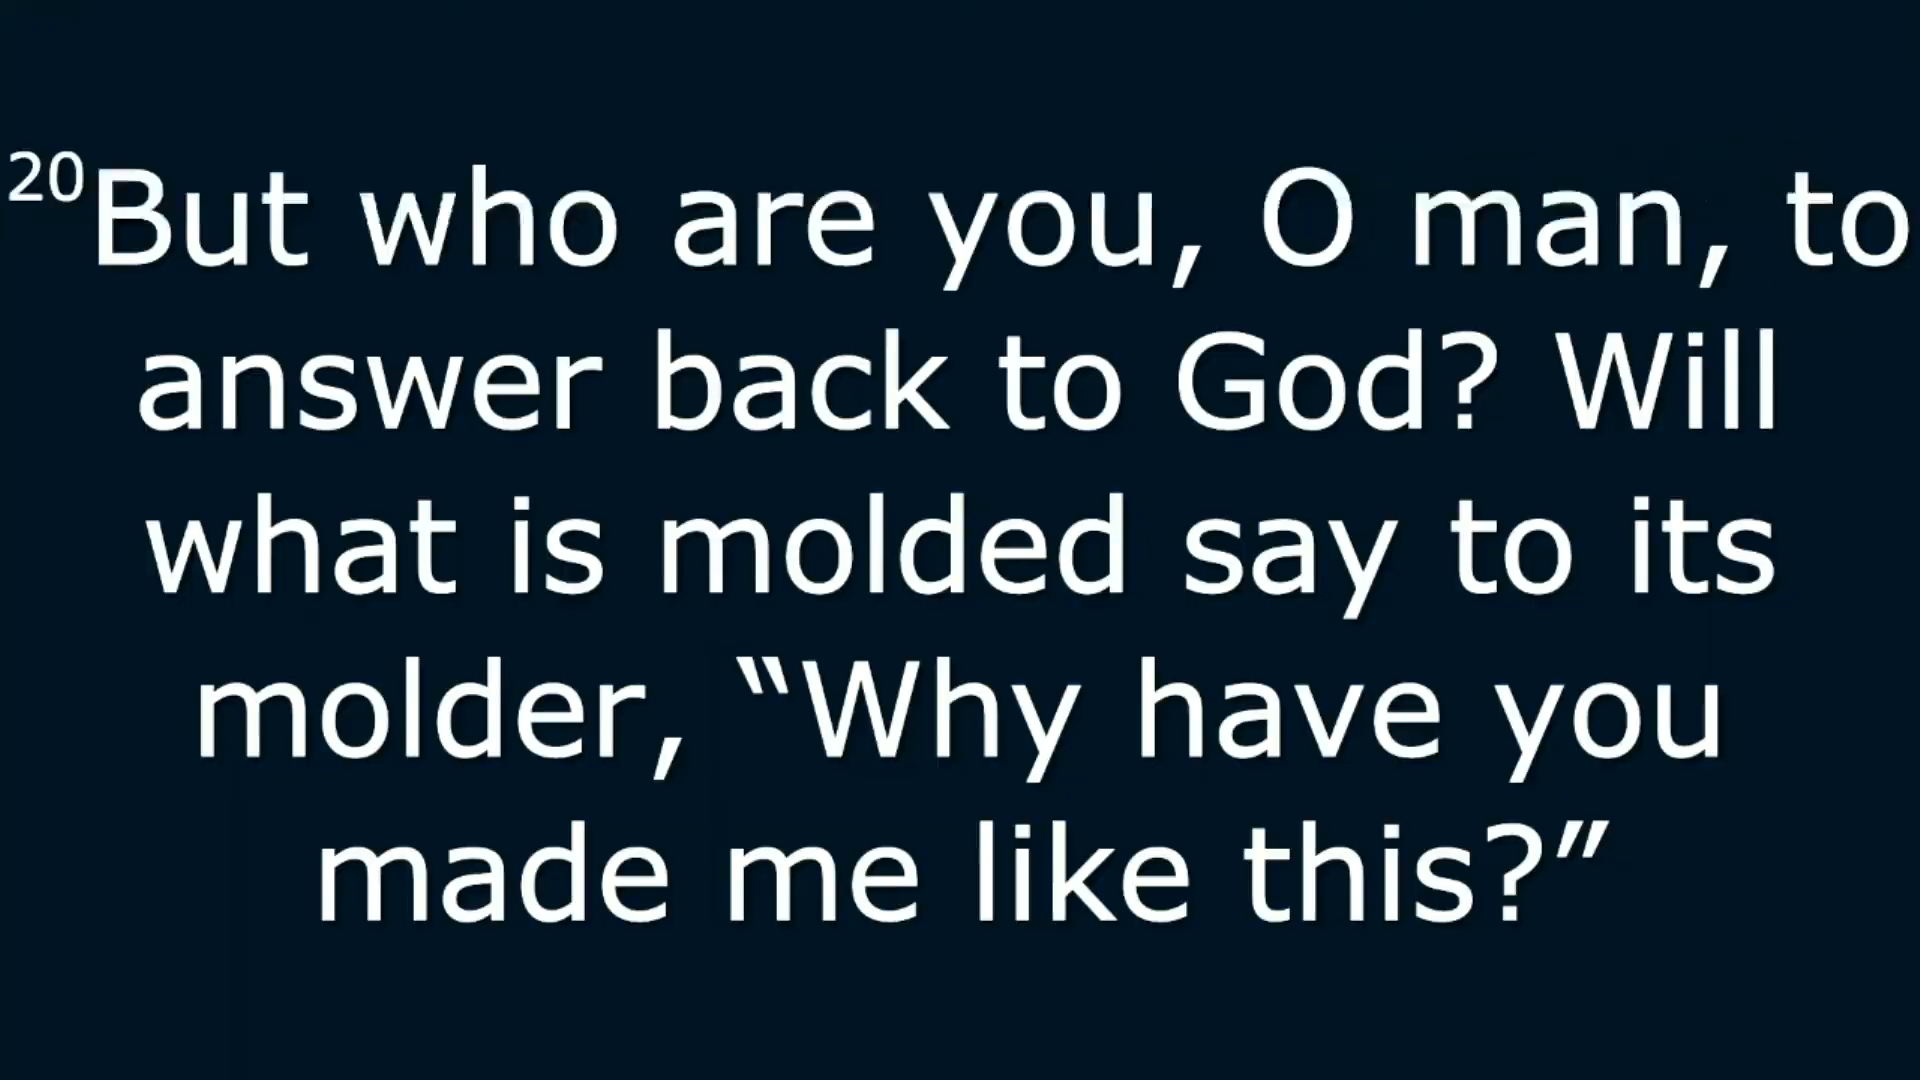 20But who are you, O man, to
answer back to God? Will
what is molded say to its
molder, “Why have you
made me like this?”